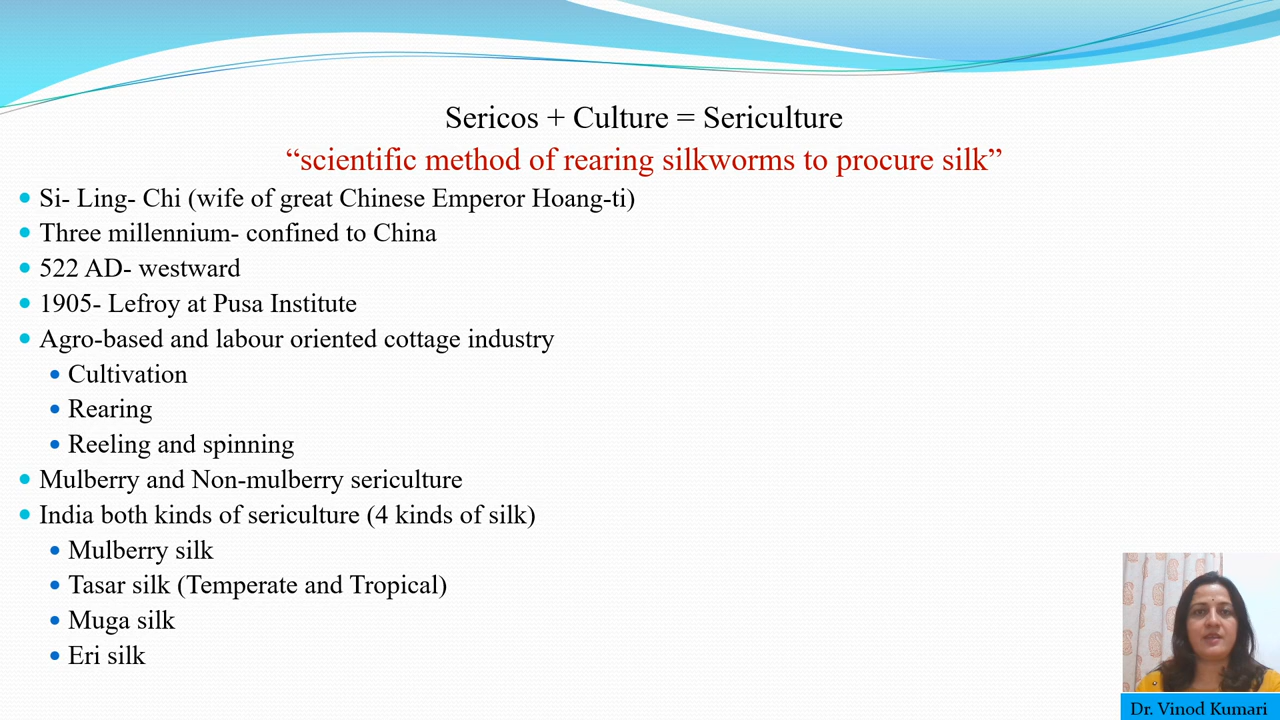 Sericos + Culture = Sericulture
“scientific method of rearing silkworms to procure silk”
• Si- Ling- Chi (wife of great Chinese Emperor Hoang-ti)
• Three millennium- confined to China
• 522 AD- westward
• 1905- Lefroy at Pusa Institute
• Agro-based and labour oriented cottage industry
• Cultivation
• Rearing
• Reeling and spinning
• Mulberry and Non-mulberry sericulture
• India both kinds of sericulture (4 kinds of silk)
• Mulberry silk
• Tasar silk (Temperate and Tropical)
• Muga silk
• Eri silk
Dr. Vinod Kumari